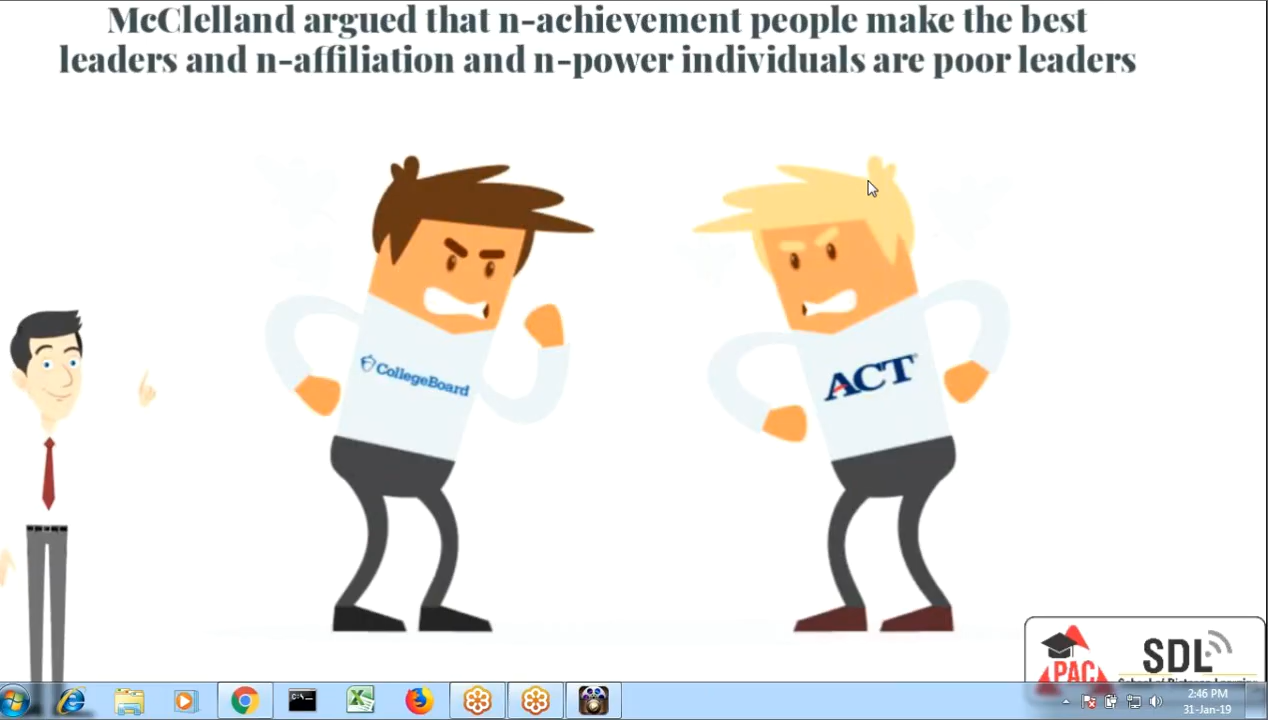 McClelland argued that n-achievement people make the best
leaders and n-affiliation and n-power individuals are poor leaders
CollegeBoard
ACT
PAC
SDL
2:46 PM
31-Jan-19